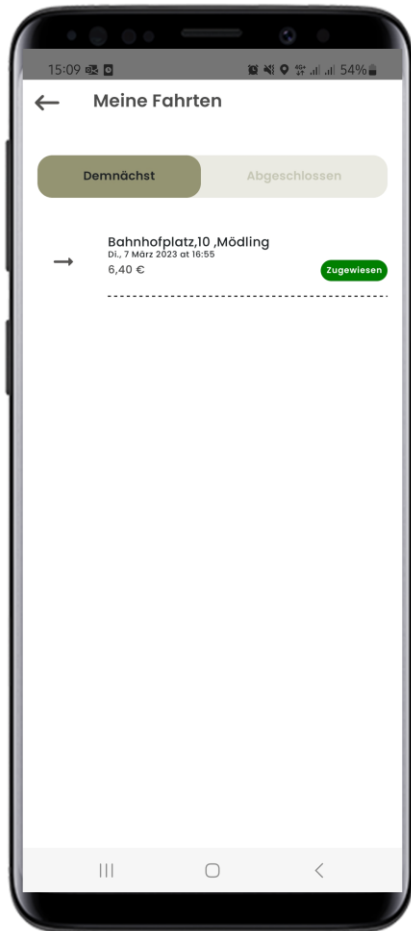 15:09 54%
Meine Fahrten
Demnächst Abgeschlossen
Bahnhofplatz,10 ,Mödling
Di., 7 März 2023 at 16:55
6,40 €
Zugewiesen